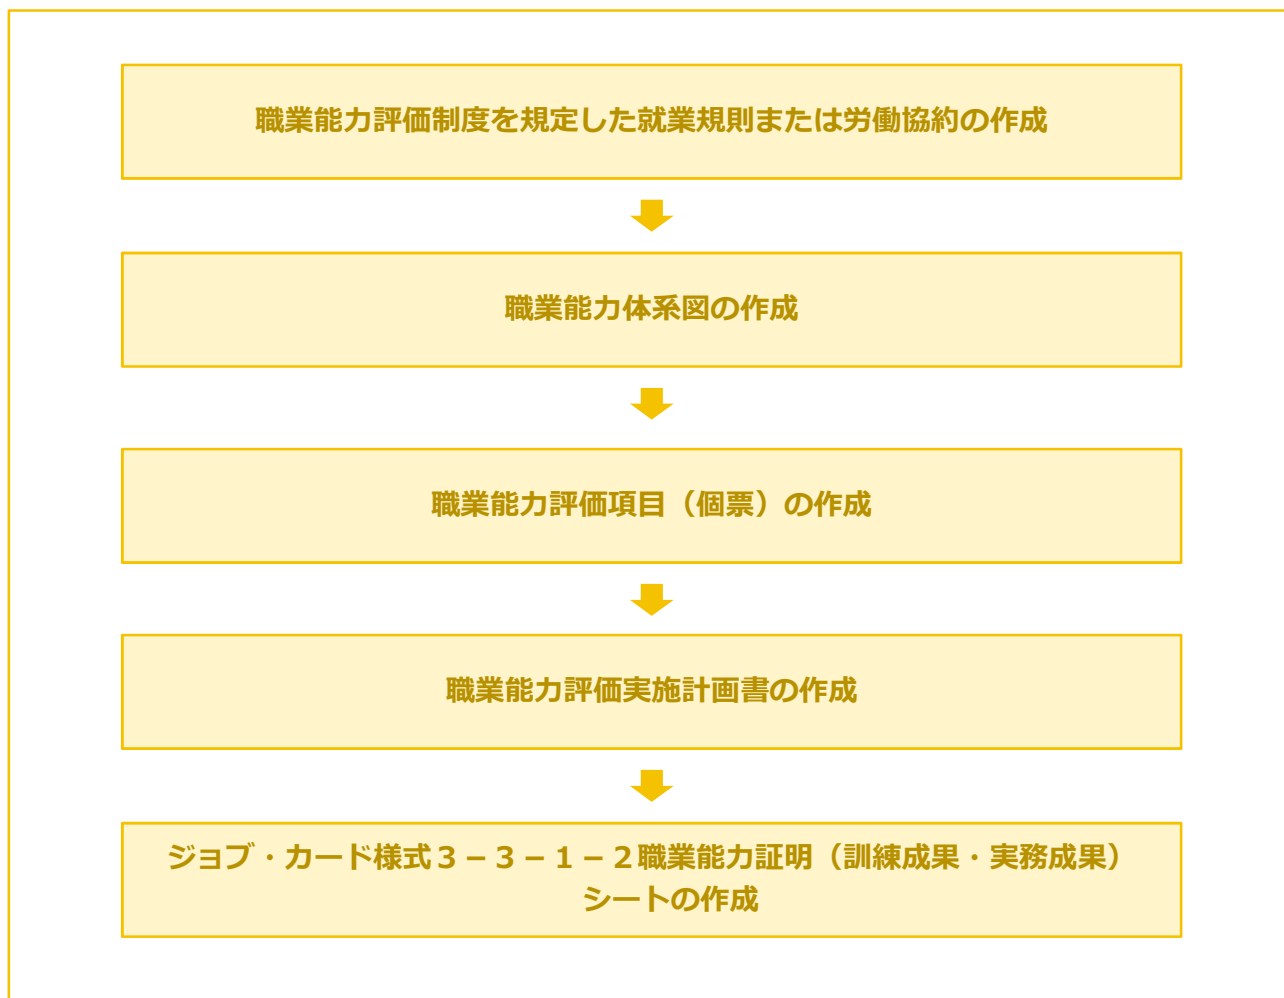 職業能力評価制度を規定した就業規則または労働協約の作成
職業能力体系図の作成
職業能力評価項目（個票）の作成
職業能力評価実施計画書の作成
ジョブ・カード様式３－３－１－２職業能力証明（訓練成果・実務成果）
シートの作成